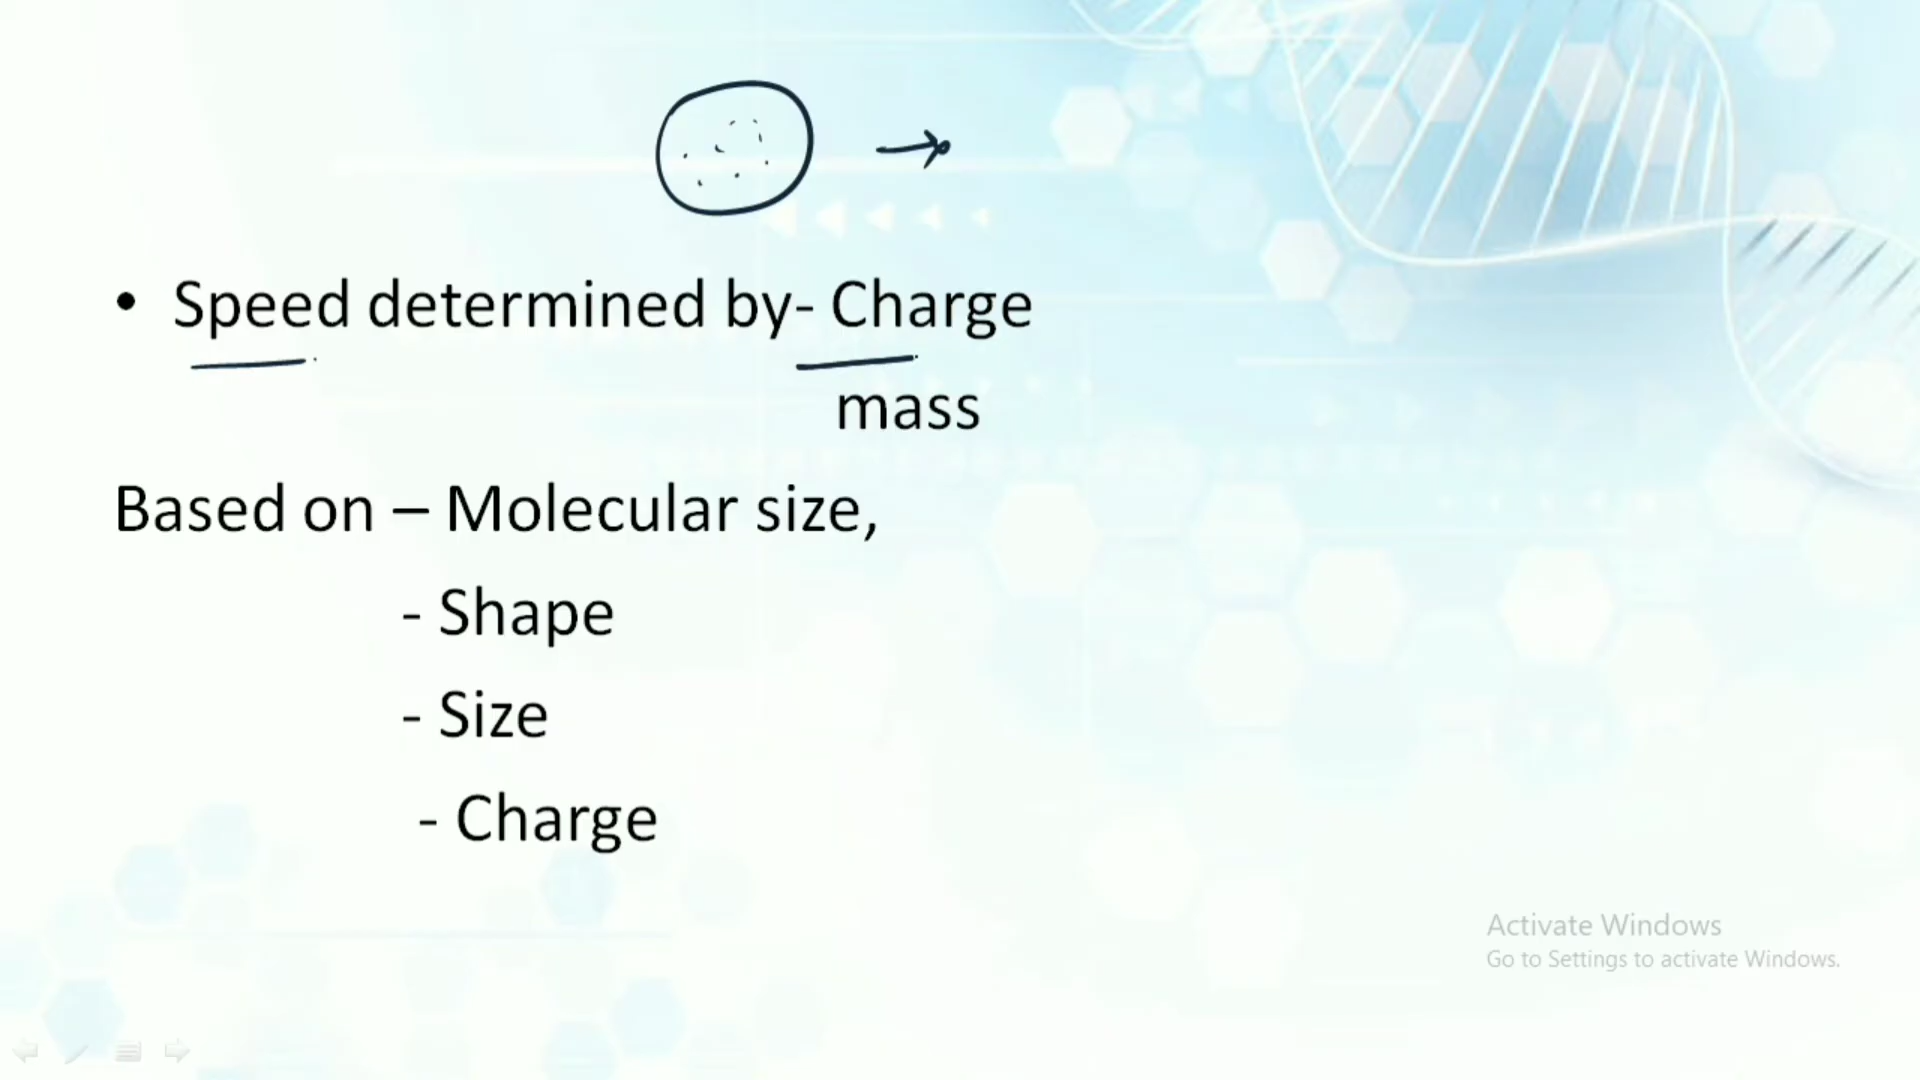 • Speed determined by- Charge
mass
Based on – Molecular size,
- Shape
- Size
- Charge
Activate Windows
Go to Settings to activate Windows.